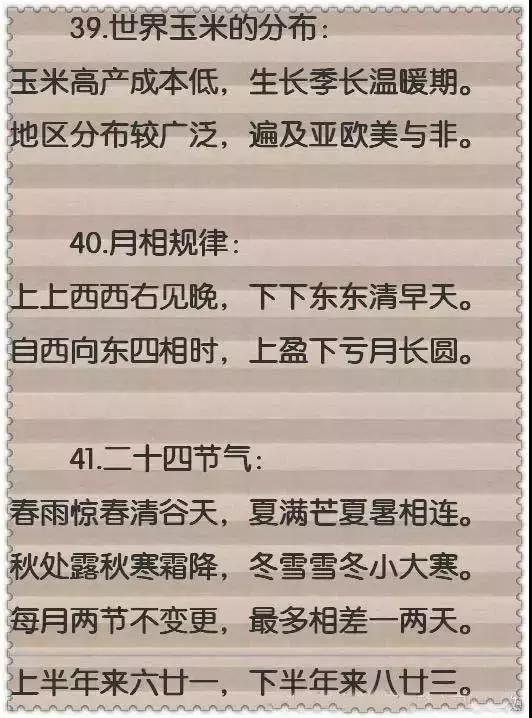 39.世界玉米的分布：
玉米高产成本低，生长季长温暖期。
地区分布较广泛，遍及亚欧美与非。
40.月相规律：
上上西西右见晚，下下东东清早天。
自西向东四相时，上盈下亏月长圆。
41.二十四节气：
春雨惊春清谷天，夏满芒夏暑相连。
秋处露秋寒霜降，冬雪雪冬小大寒。
每月两节不变更，最多相差一两天。
上半年来六廿一，下半年来八廿三。